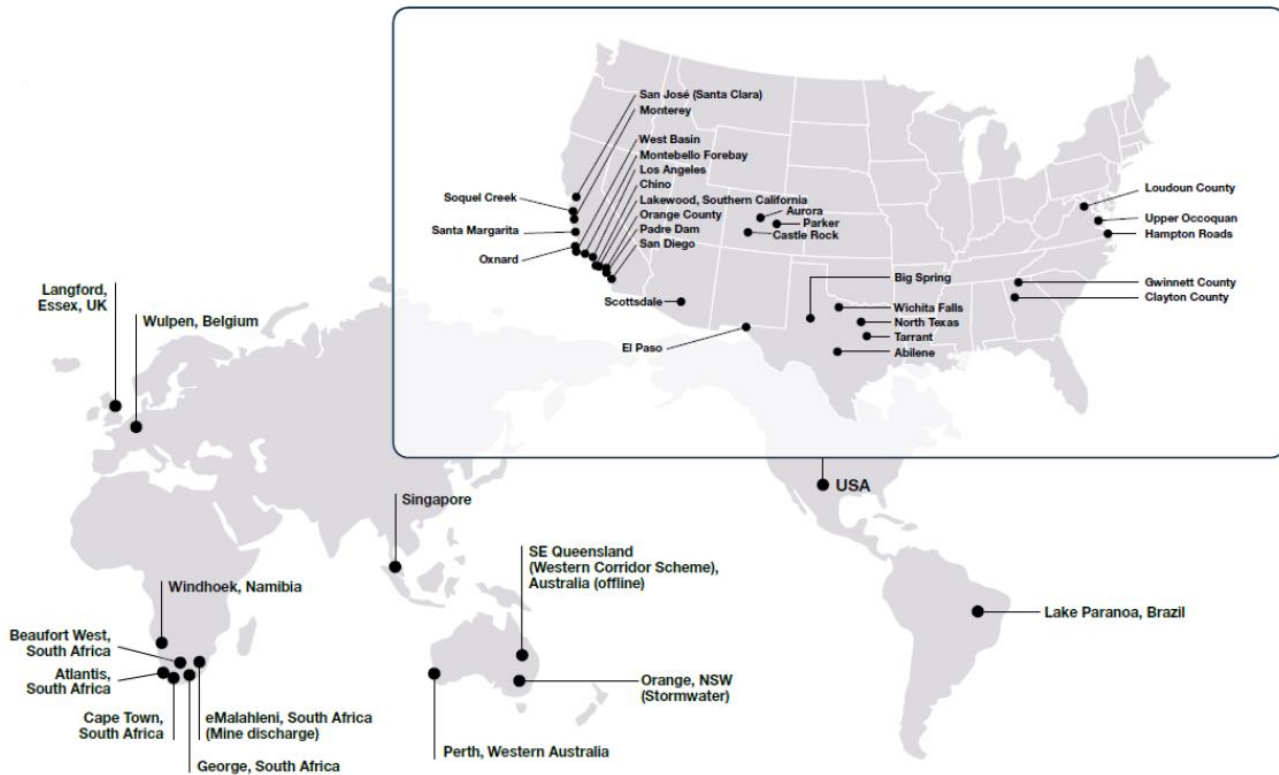 San José (Santa Clara)
Monterey
West Basin
Montebello Forebay
Los Angeles
Chino
Lakewood, Southern California
Orange County
Padre Dam
San Diego
Soquel Creek
Santa Margarita
Oxnard
Aurora
Parker
Castle Rock
Loudoun County
Upper Occoquan
Hampton Roads
Gwinnett County
Clayton County
Scottsdale
El Paso
Big Spring
Wichita Falls
North Texas
Tarrant
Abilene
Langford,
Essex, UK
Wulpen, Belgium
USA
Singapore
SE Queensland
(Western Corridor Scheme),
Australia (offline)
Windhoek, Namibia
Lake Paranoa, Brazil
Beaufort West,
South Africa
Atlantis,
South Africa
Orange, NSW
(Stormwater)
Cape Town,
South Africa
eMalahleni, South Africa
(Mine discharge)
George, South Africa
Perth, Western Australia